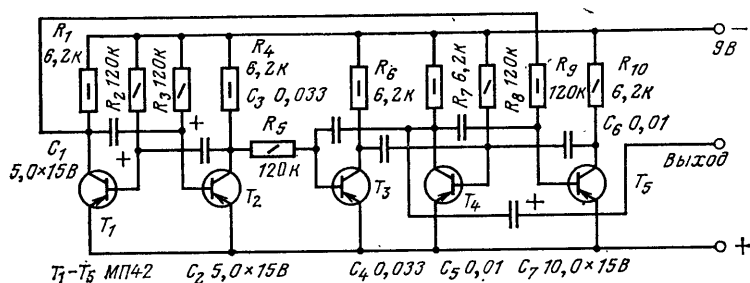 R1
6,2к
R2 120к
R3 120к
R4
6,2к
C3 0,033
R5
120к
R6
6,2к
R7 6,2к
R8 120к
R9
120к
R10
6,2к
C6 0,01
−
9В
Выход
C1
5,0×15В
+
+
+
T1
T2
T3
T4
T5
+
T1-T5 МП42
C2 5,0×15В
C4 0,033
C5 0,01
C7 10,0×15В